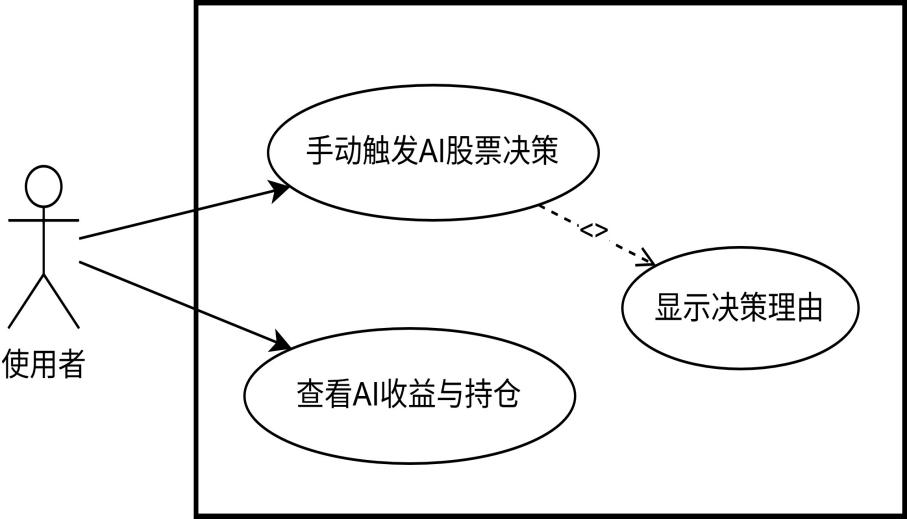 手动触发AI股票决策
<>
显示决策理由
使用者
查看AI收益与持仓